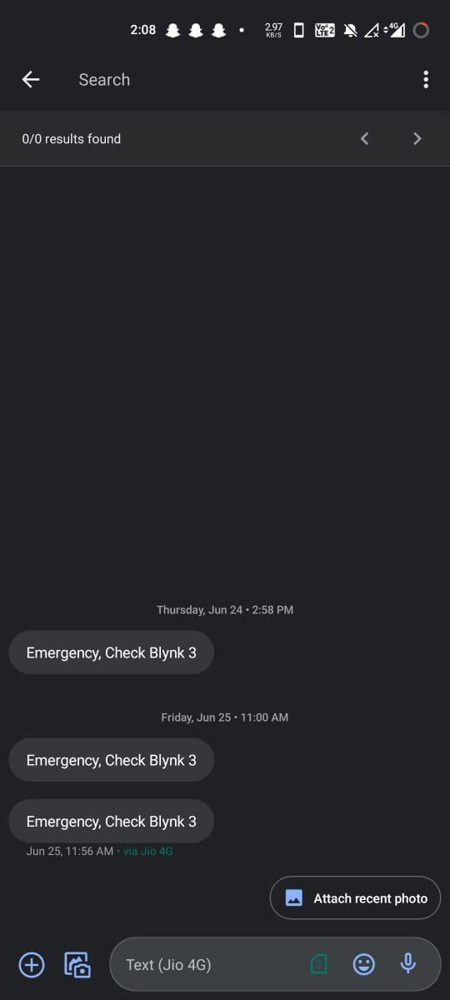 2:08
2.97
KB/S
Vo
LTE 2
4G
Search
0/0 results found
Thursday, Jun 24 • 2:58 PM
Emergency, Check Blynk 3
Friday, Jun 25 • 11:00 AM
Emergency, Check Blynk 3
Emergency, Check Blynk 3
Jun 25, 11:56 AM • via Jio 4G
Attach recent photo
Text (Jio 4G)
2